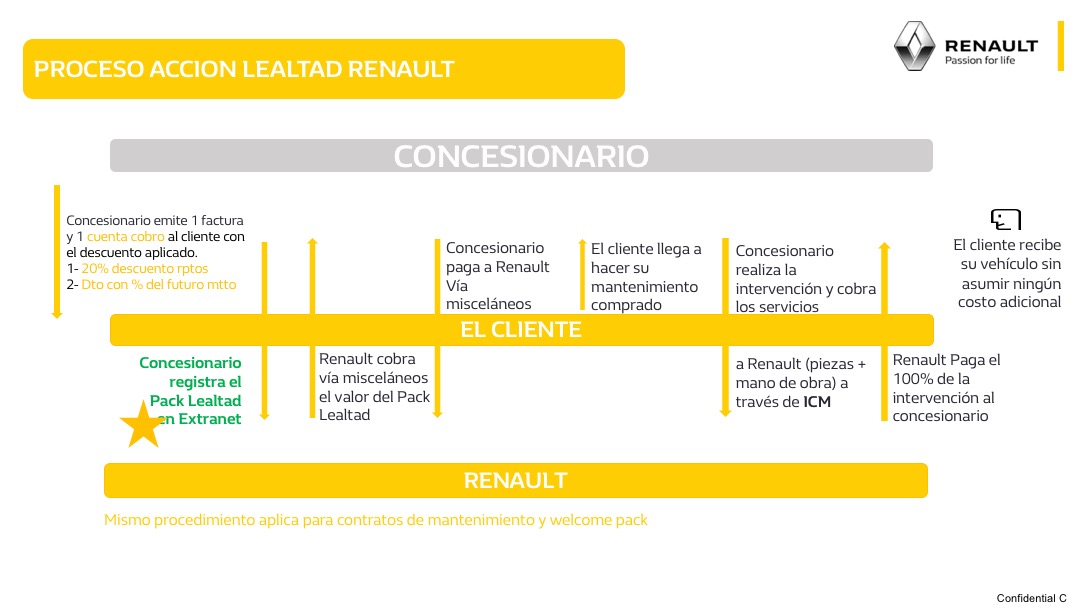 PROCESO ACCION LEALTAD RENAULT
RENAULT
Passion for life
CONCESIONARIO
Concesionario emite 1 factura
y 1 cuenta cobro al cliente con
el descuento aplicado.
1- 20% descuento rptos
2- Dto con % del futuro mtto
Concesionario
paga a Renault
Vía
misceláneos
El cliente llega a
hacer su
mantenimiento
comprado
Concesionario
realiza la
intervención y cobra
los servicios
El cliente recibe
su vehículo sin
asumir ningún
costo adicional
EL CLIENTE
Concesionario
registra el
Pack Lealtad
en Extranet
Renault cobra
vía misceláneos
el valor del Pack
Lealtad
a Renault (piezas +
mano de obra) a
través de ICM
Renault Paga el
100% de la
intervención al
concesionario
RENAULT
Mismo procedimiento aplica para contratos de mantenimiento y welcome pack
Confidential C